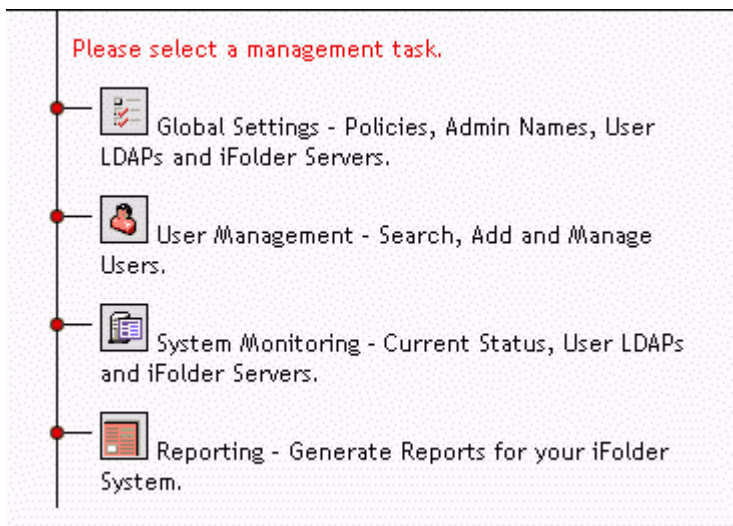 Please select a management task.
Global Settings - Policies, Admin Names, User
LDAPs and iFolder Servers.
User Management - Search, Add and Manage
Users.
System Monitoring - Current Status, User LDAPs
and iFolder Servers.
Reporting - Generate Reports for your iFolder
System.